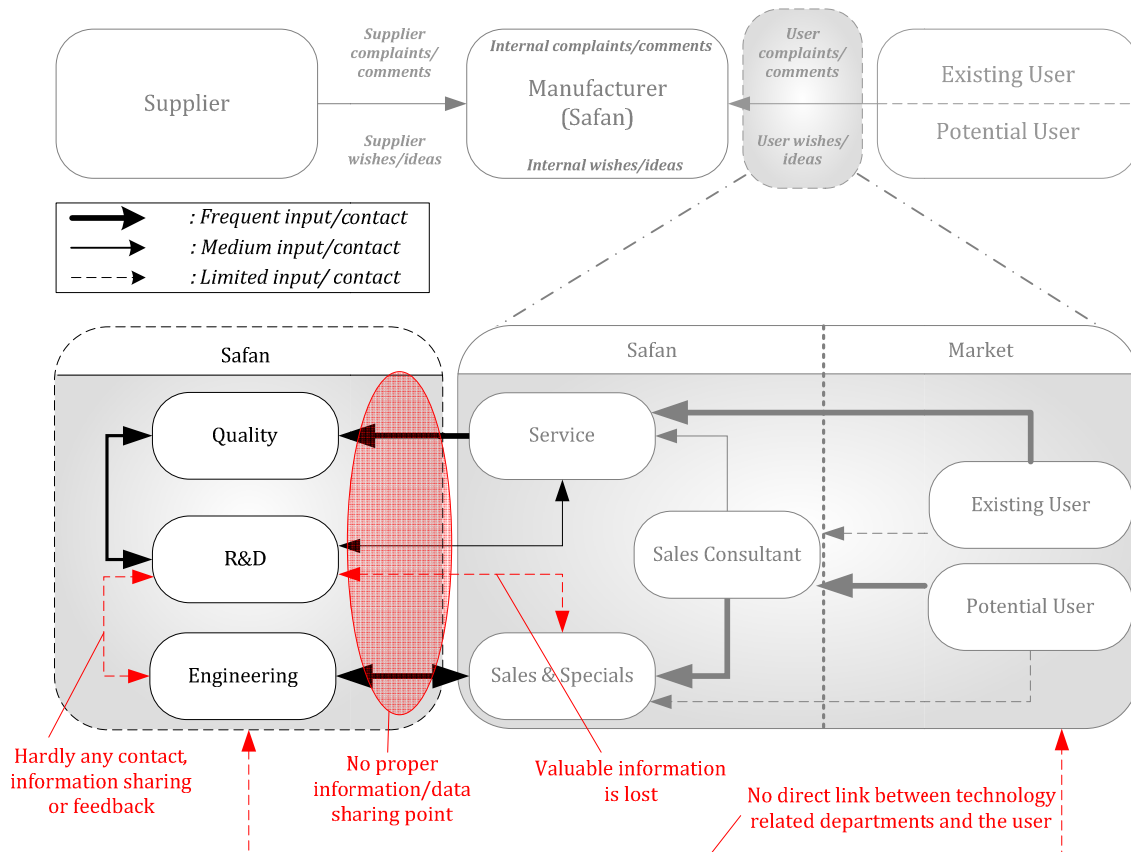 Supplier
Supplier
complaints/
comments
Supplier
wishes/ideas
Internal complaints/comments
Manufacturer
(Safan)
Internal wishes/ideas
User
complaints/
comments
User wishes/
ideas
Existing User
Potential User
: Frequent input/contact
: Medium input/contact
: Limited input/ contact
Safan
Quality
R&D
Engineering
Safan
Market
Service
Sales Consultant
Sales & Specials
Existing User
Potential User
Hardly any contact,
information sharing
or feedback
No proper
information/data
sharing point
Valuable information
is lost
No direct link between technology
related departments and the user